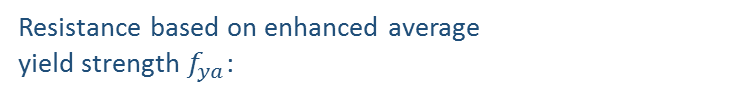 Resistance based on enhanced average
yield strength fya: